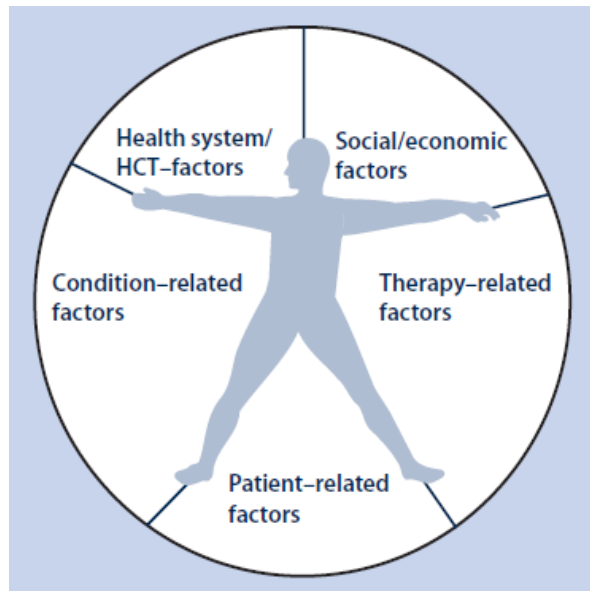 Health system/
HCT–factors
Social/economic
factors
Condition–related
factors
Therapy–related
factors
Patient–related
factors